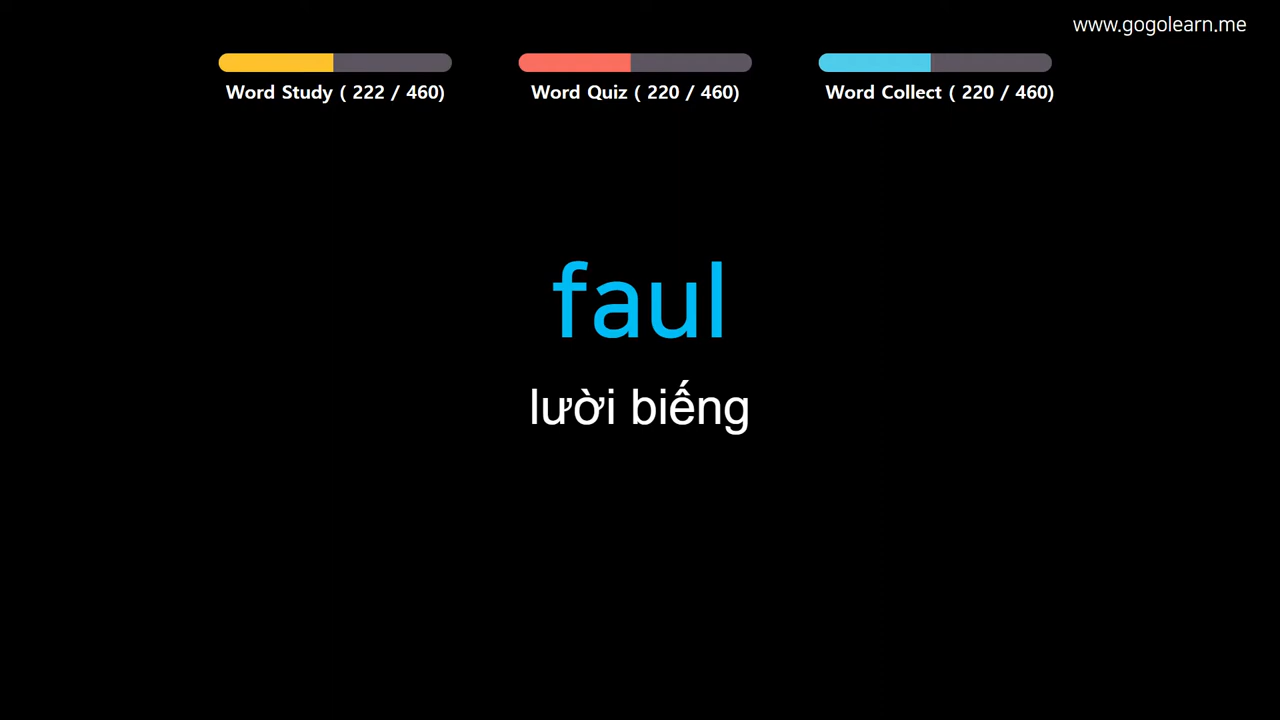 www.gogolearn.me
Word Study ( 222 / 460)
Word Quiz ( 220 / 460)
Word Collect ( 220 / 460)
faul
lười biếng